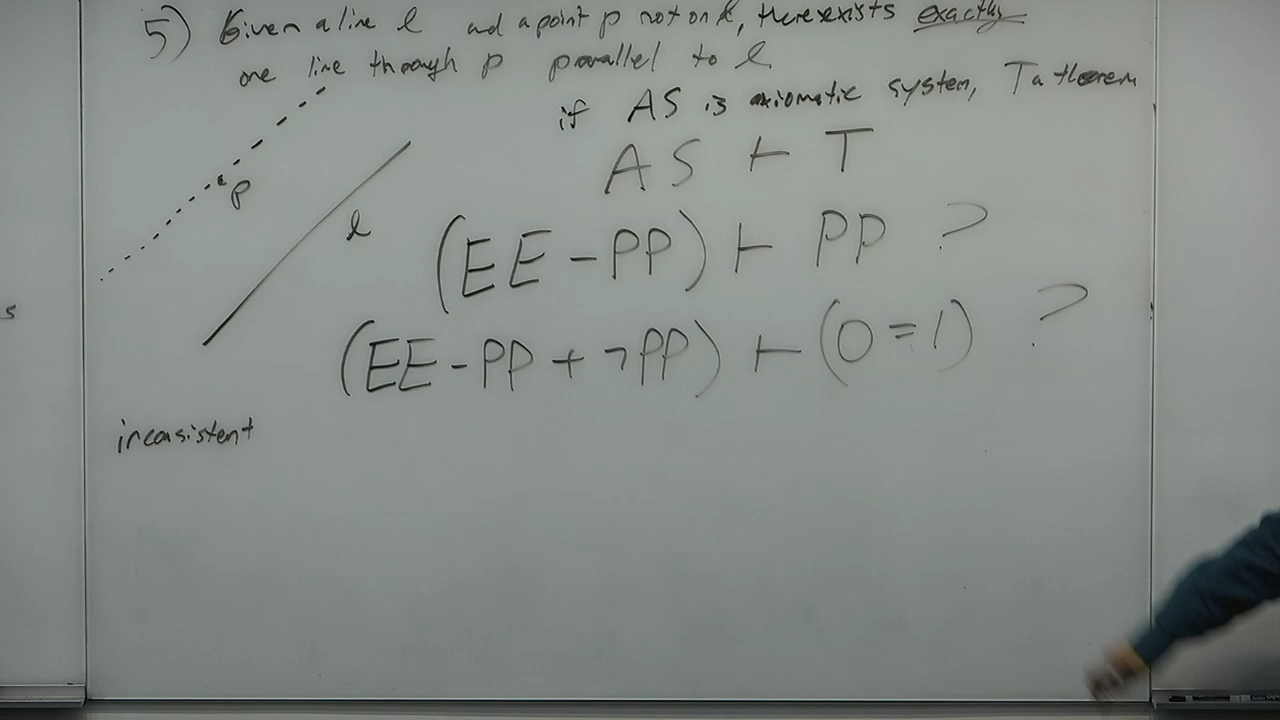 5) Given a line l and a point p not on l, there exists exactly
one line through p parallel to l.
if AS is axiomatic system, T a theorem
AS ⊢ T
p
l
(EE - PP) ⊢ PP ?
(EE - PP + ¬PP) ⊢ (0 = 1) ?
s
inconsistent